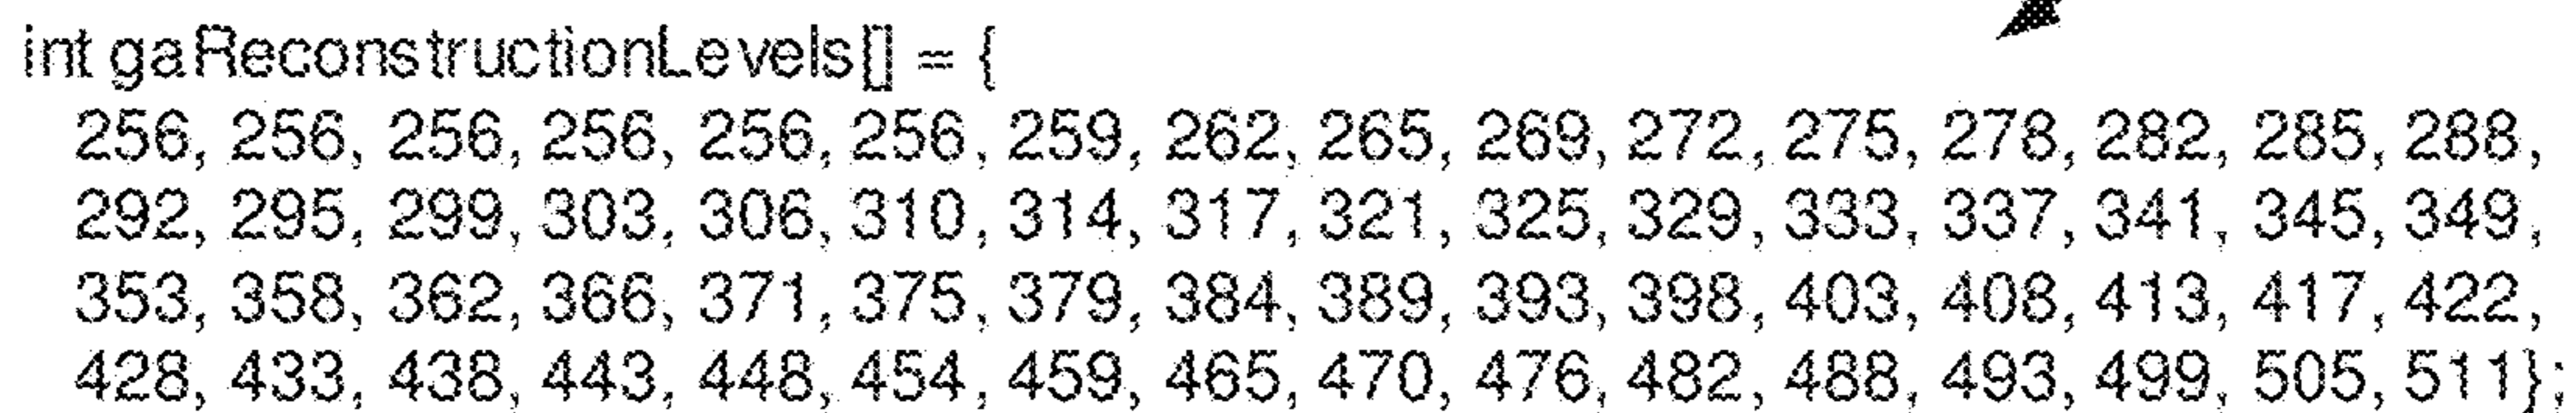 int gaReconstructionLevels[] = {
256, 256, 256, 256, 256, 256, 259, 262, 265, 269, 272, 275, 278, 282, 285, 288,
292, 295, 299, 303, 306, 310, 314, 317, 321, 325, 329, 333, 337, 341, 345, 349,
353, 358, 362, 366, 371, 375, 379, 384, 389, 393, 398, 403, 408, 413, 417, 422,
428, 433, 438, 443, 448, 454, 459, 465, 470, 476, 482, 488, 493, 499, 505, 511};